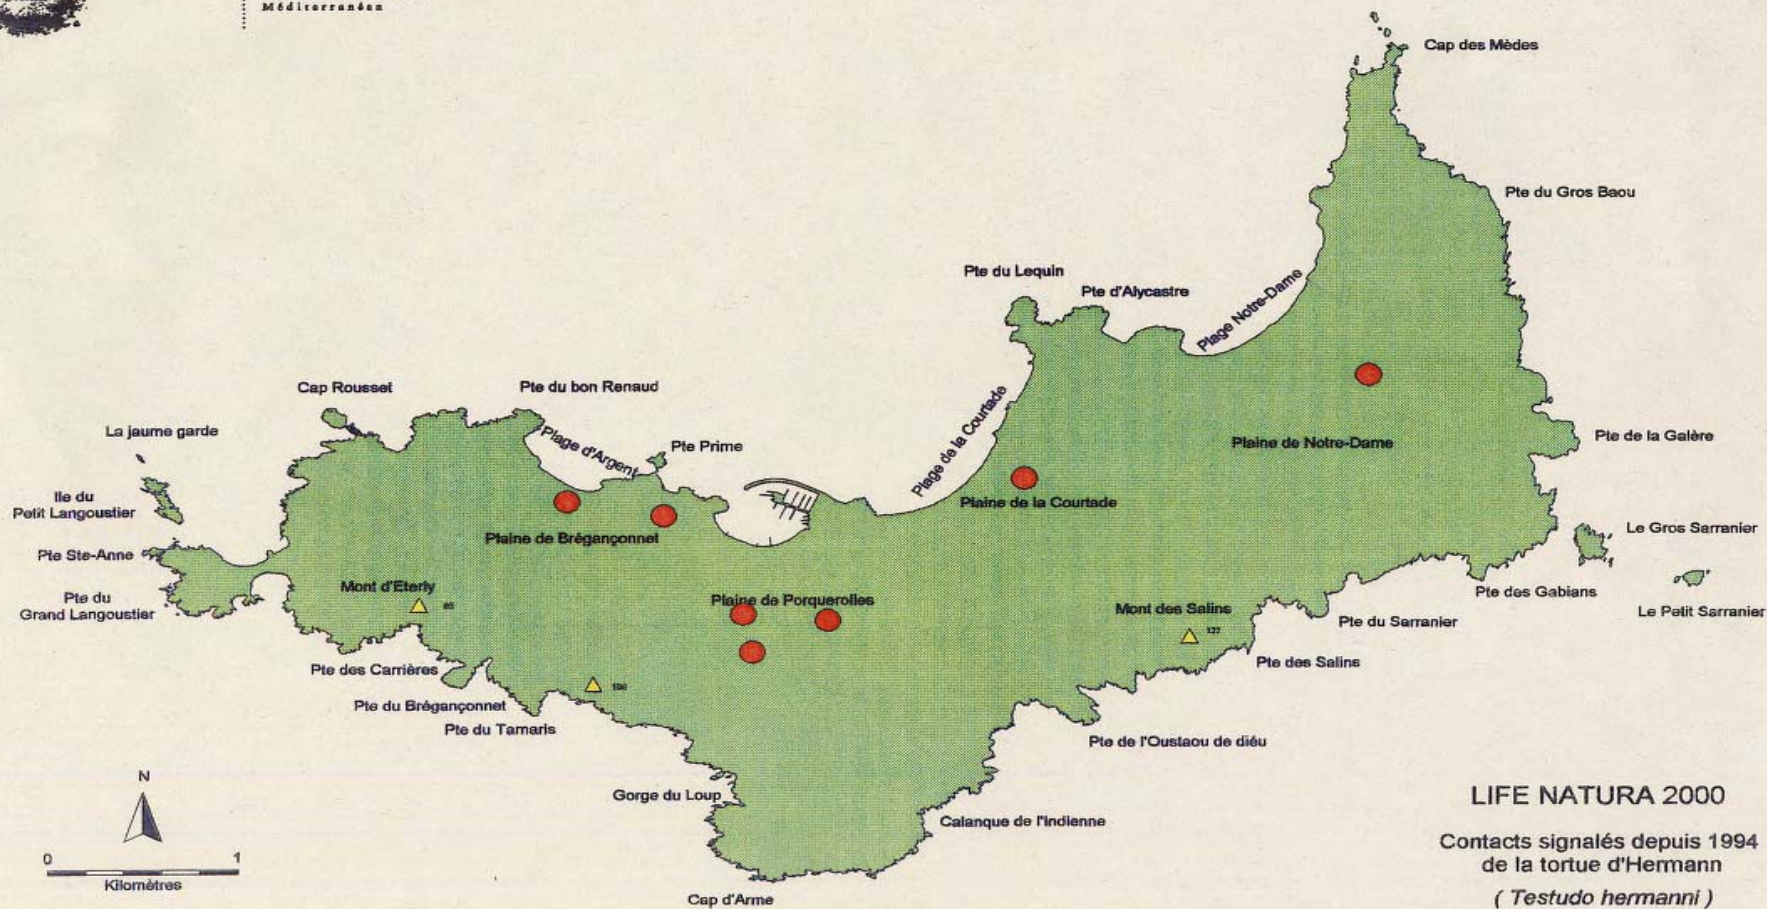 Méditerranéen
Cap des Mèdes
Pte du Gros Baou
Pte du Lequin
Pte d'Alycastre
Plage Notre-Dame
Cap Rousset
Pte du bon Renaud
La jaume garde
Plage d'Argent
Pte Prime
Plage de la Courtade
Plaine de Notre-Dame
Pte de la Galère
Ile du
Petit Langoustier
Plaine de la Courtade
Plaine de Brégançonnet
Le Gros Sarranier
Pte Ste-Anne
Mont d'Eterly
Pte du
Grand Langoustier
Plaine de Porquerolles
Mont des Salins
127
Pte des Gabians
Le Petit Sarranier
Pte du Sarranier
Pte des Carrières
Pte des Salins
Pte du Brégançonnet
Pte du Tamaris
Pte de l'Oustaou de diéu
N
Gorge du Loup
Calanque de l'Indienne
LIFE NATURA 2000
Contacts signalés depuis 1994
de la tortue d'Hermann
( Testudo hermanni )
0 1
Kilomètres
Cap d'Arme